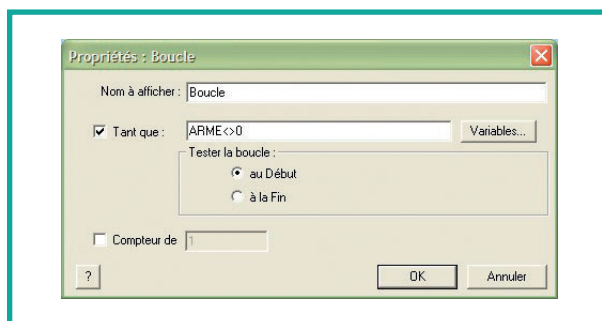 Propriétés : Boucle
Nom à afficher : Boucle
Tant que : ARME<>0 Variables...
Tester la boucle :
au Début
à la Fin
Compteur de 1
? OK Annuler